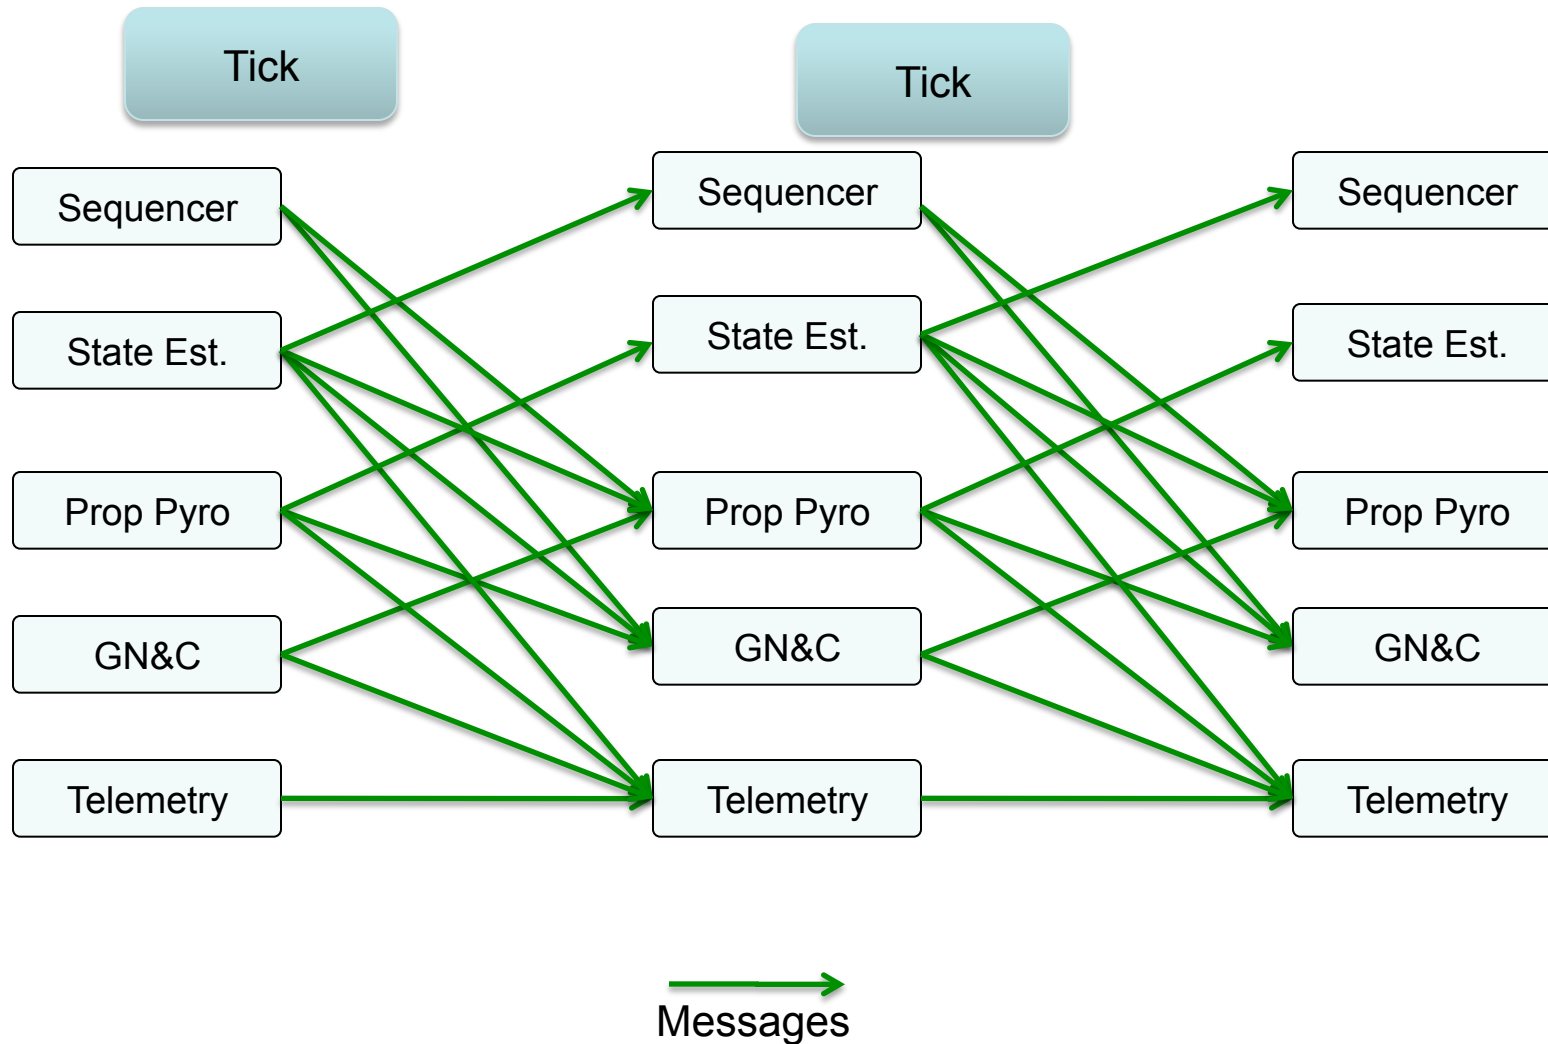 Tick
Tick
Sequencer
Sequencer
Sequencer
State Est.
State Est.
State Est.
Prop Pyro
Prop Pyro
Prop Pyro
GN&C
GN&C
GN&C
Telemetry
Telemetry
Telemetry
Messages